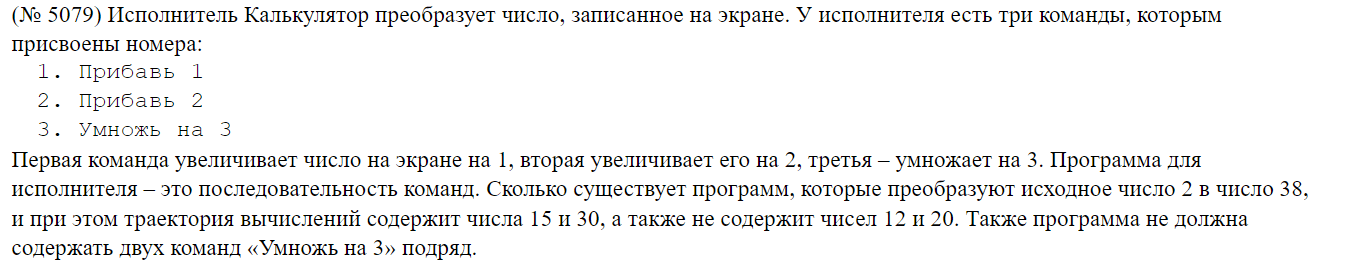 (№ 5079) Исполнитель Калькулятор преобразует число, записанное на экране. У исполнителя есть три команды, которым
присвоены номера:
1. Прибавь 1
2. Прибавь 2
3. Умножь на 3
Первая команда увеличивает число на экране на 1, вторая увеличивает его на 2, третья – умножает на 3. Программа для
исполнителя – это последовательность команд. Сколько существует программ, которые преобразуют исходное число 2 в число 38,
и при этом траектория вычислений содержит числа 15 и 30, а также не содержит чисел 12 и 20. Также программа не должна
содержать двух команд «Умножь на 3» подряд.